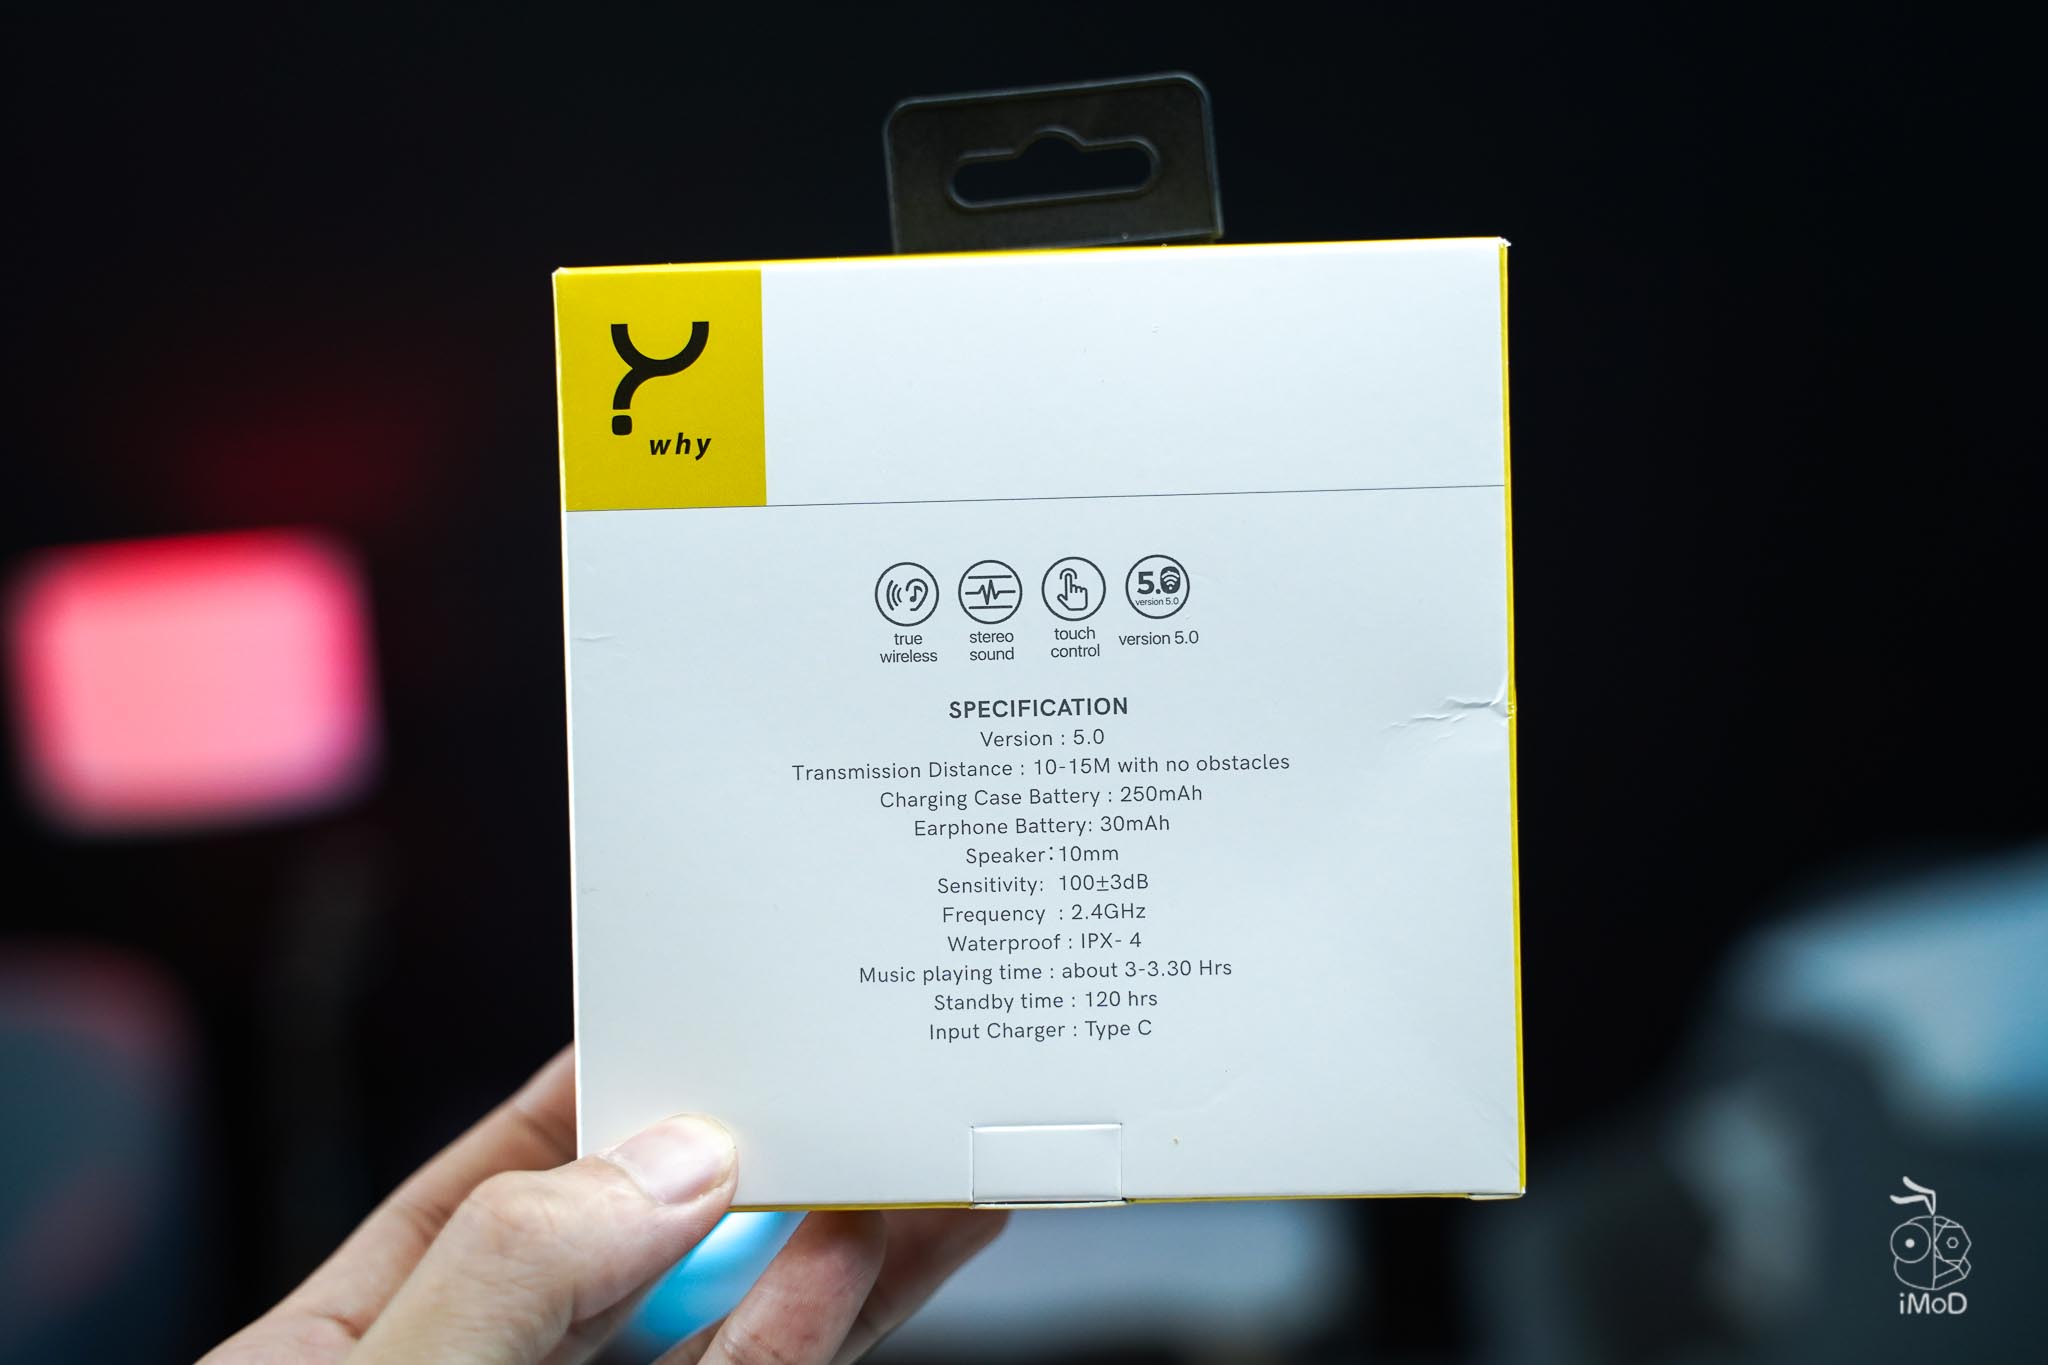 why
5.0
version 5.0
true
wireless
stereo
sound
touch
control
version 5.0
SPECIFICATION
Version : 5.0
Transmission Distance : 10-15M with no obstacles
Charging Case Battery : 250mAh
Earphone Battery: 30mAh
Speaker:10mm
Sensitivity: 100±3dB
Frequency : 2.4GHz
Waterproof : IPX- 4
Music playing time : about 3-3.30 Hrs
Standby time : 120 hrs
Input Charger : Type C
iMoD